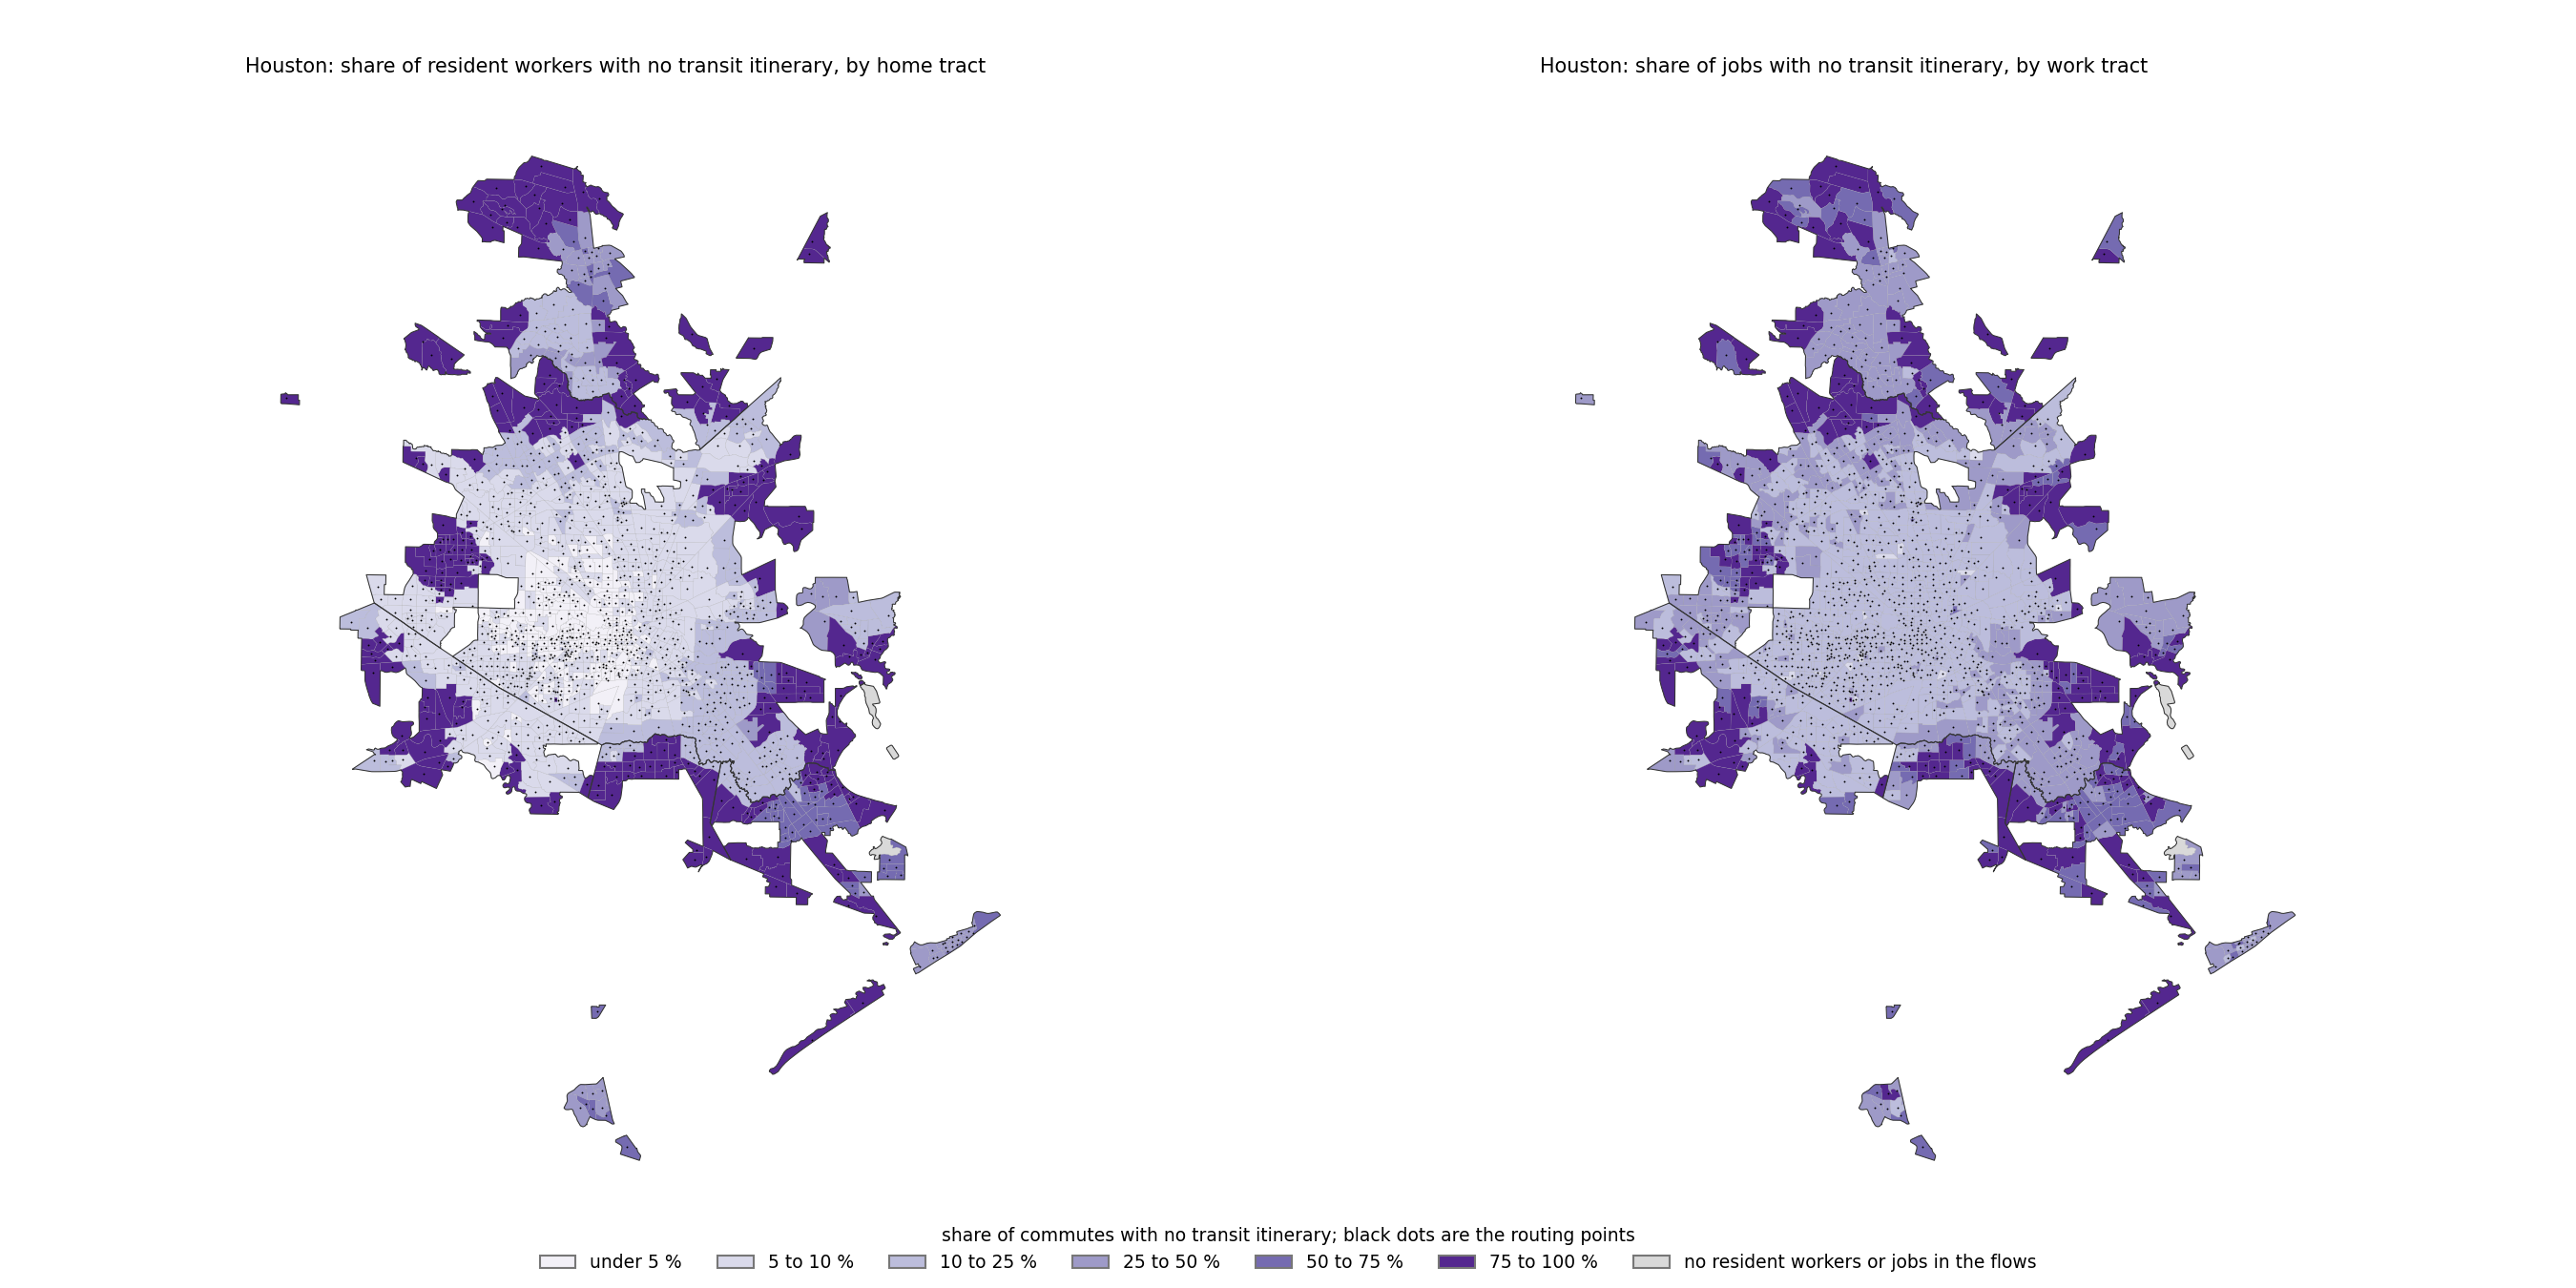 Houston: share of resident workers with no transit itinerary, by home tract
Houston: share of jobs with no transit itinerary, by work tract
share of commutes with no transit itinerary; black dots are the routing points
under 5 % 5 to 10 % 10 to 25 % 25 to 50 % 50 to 75 % 75 to 100 % no resident workers or jobs in the flows